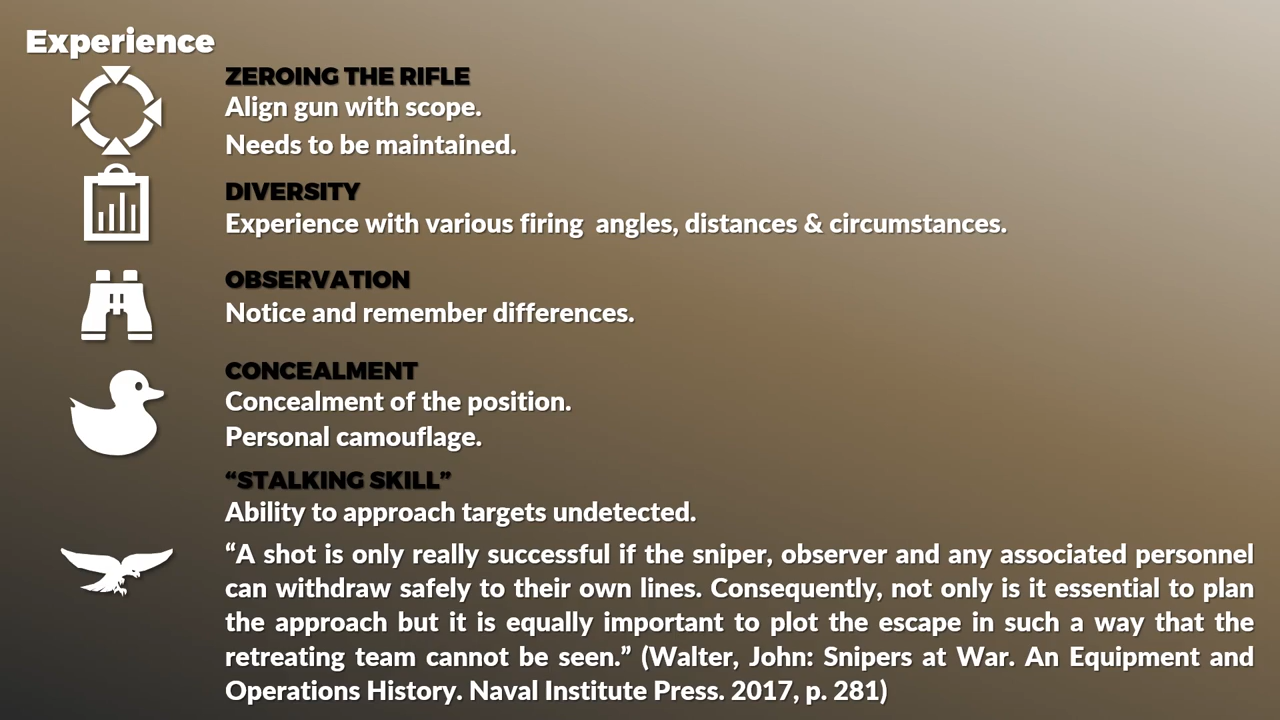 Experience
ZEROING THE RIFLE
Align gun with scope.
Needs to be maintained.
DIVERSITY
Experience with various firing  angles, distances & circumstances.
OBSERVATION
Notice and remember differences.
CONCEALMENT
Concealment of the position.
Personal camouflage.
“STALKING SKILL”
Ability to approach targets undetected.
“A shot is only really successful if the sniper, observer and any associated personnel
can withdraw safely to their own lines. Consequently, not only is it essential to plan
the approach but it is equally important to plot the escape in such a way that the
retreating team cannot be seen.” (Walter, John: Snipers at War. An Equipment and
Operations History. Naval Institute Press. 2017, p. 281)